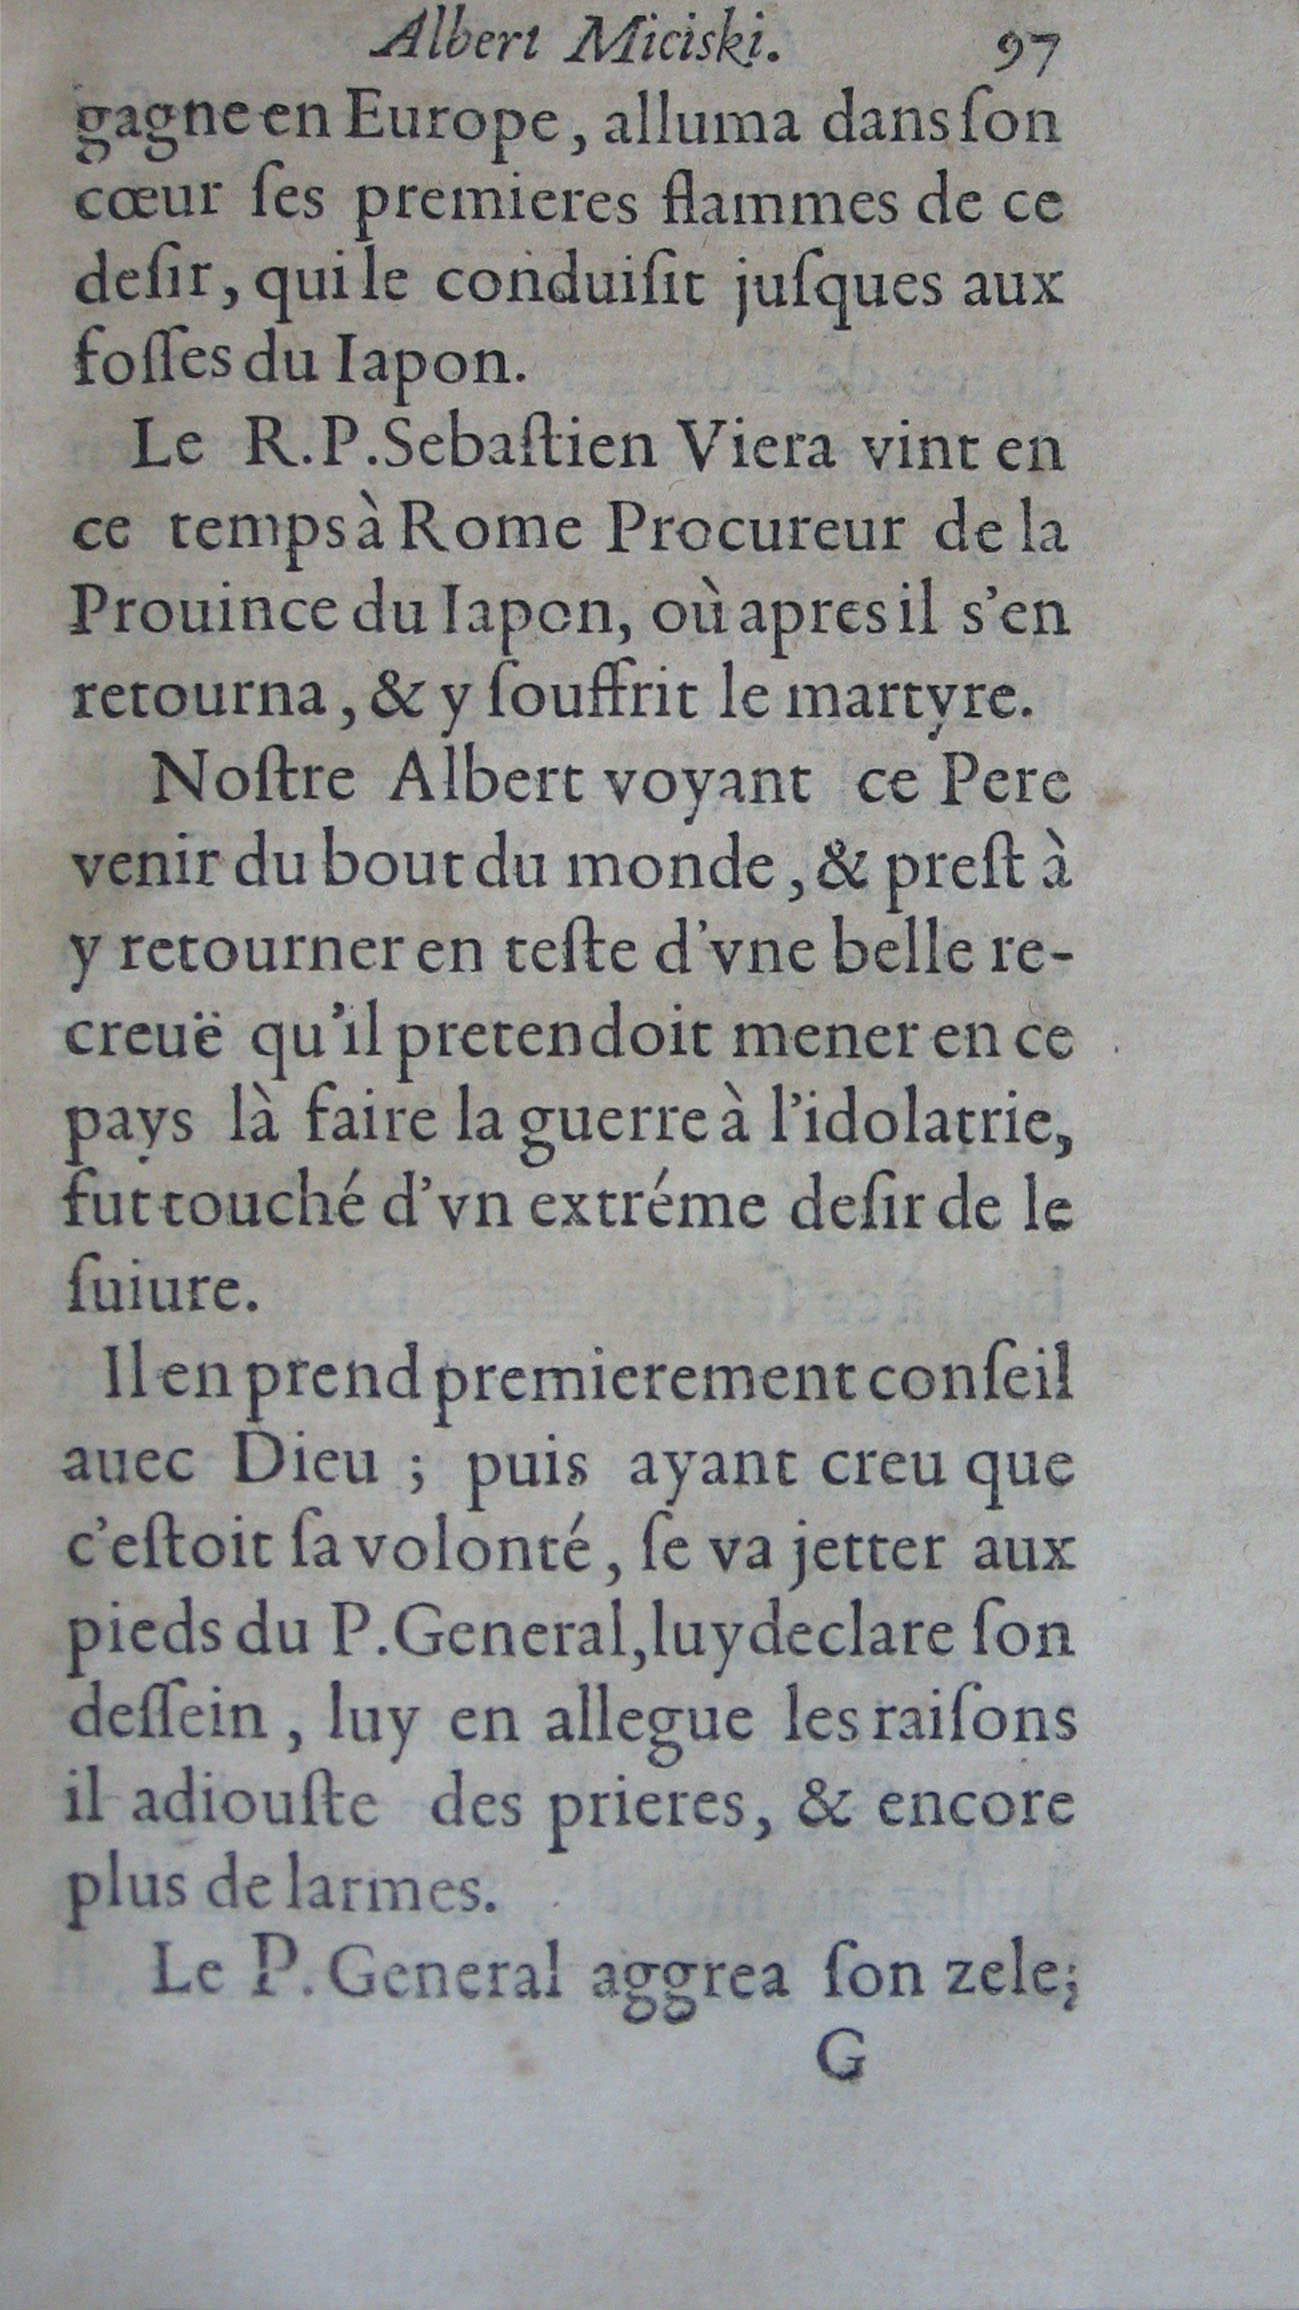 Albert Miciski. 97
gagne en Europe, alluma dans ſon
cœur ſes premieres flammes de ce
deſir, qui le conduiſit juſques aux
foſſes du Iapon.
Le R.P.Sebaſtien Viera vint en
ce temps à Rome Procureur de la
Prouince du Iapon, où apres il s'en
retourna, & y ſouffrit le martyre.
Noſtre Albert voyant ce Pere
venir du bout du monde, & preſt à
y retourner en teſte d'vne belle re-
creuë qu'il pretendoit mener en ce
pays là faire la guerre à l'idolatrie,
fut touché d'vn extréme deſir de le
ſuiure.
Il en prend premierement conſeil
auec Dieu ; puis ayant creu que
c'eſtoit ſa volonté, ſe va jetter aux
pieds du P.General, luy declare ſon
deſſein, luy en allegue les raiſons
il adiouſte des prieres, & encore
plus de larmes.
Le P.General aggrea ſon zele;
G